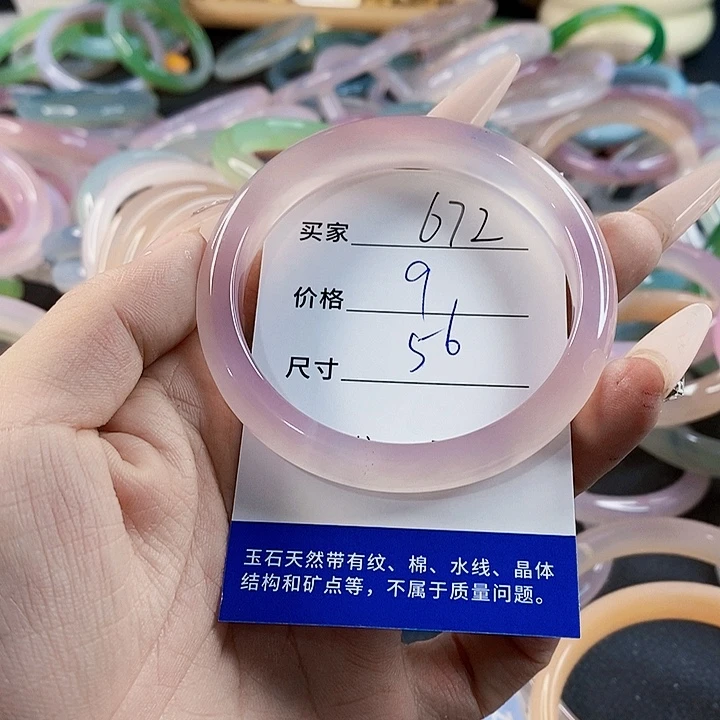 买家 672
价格 9
尺寸 56
玉石天然带有纹、棉、水线、晶体
结构和矿点等，不属于质量问题。